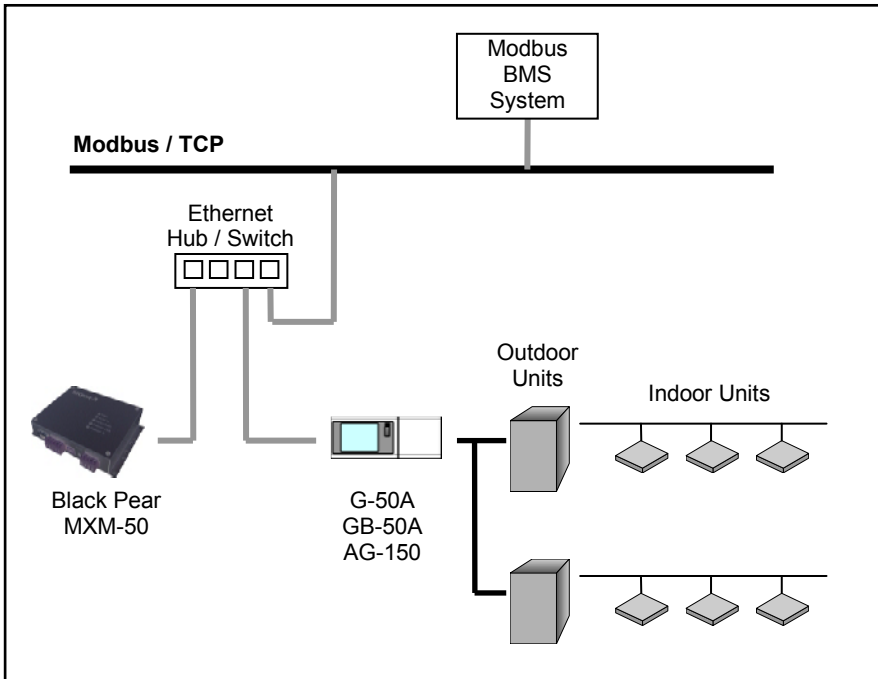 Modbus
BMS
System
Modbus / TCP
Ethernet
Hub / Switch
Outdoor
Units
Indoor Units
Black Pear
MXM-50
G-50A
GB-50A
AG-150